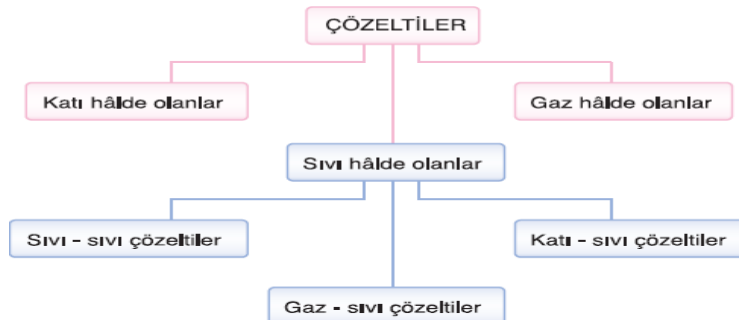 ÇÖZELTİLER
Katı hâlde olanlar
Gaz hâlde olanlar
Sıvı hâlde olanlar
Sıvı - sıvı çözeltiler
Katı - sıvı çözeltiler
Gaz - sıvı çözeltiler